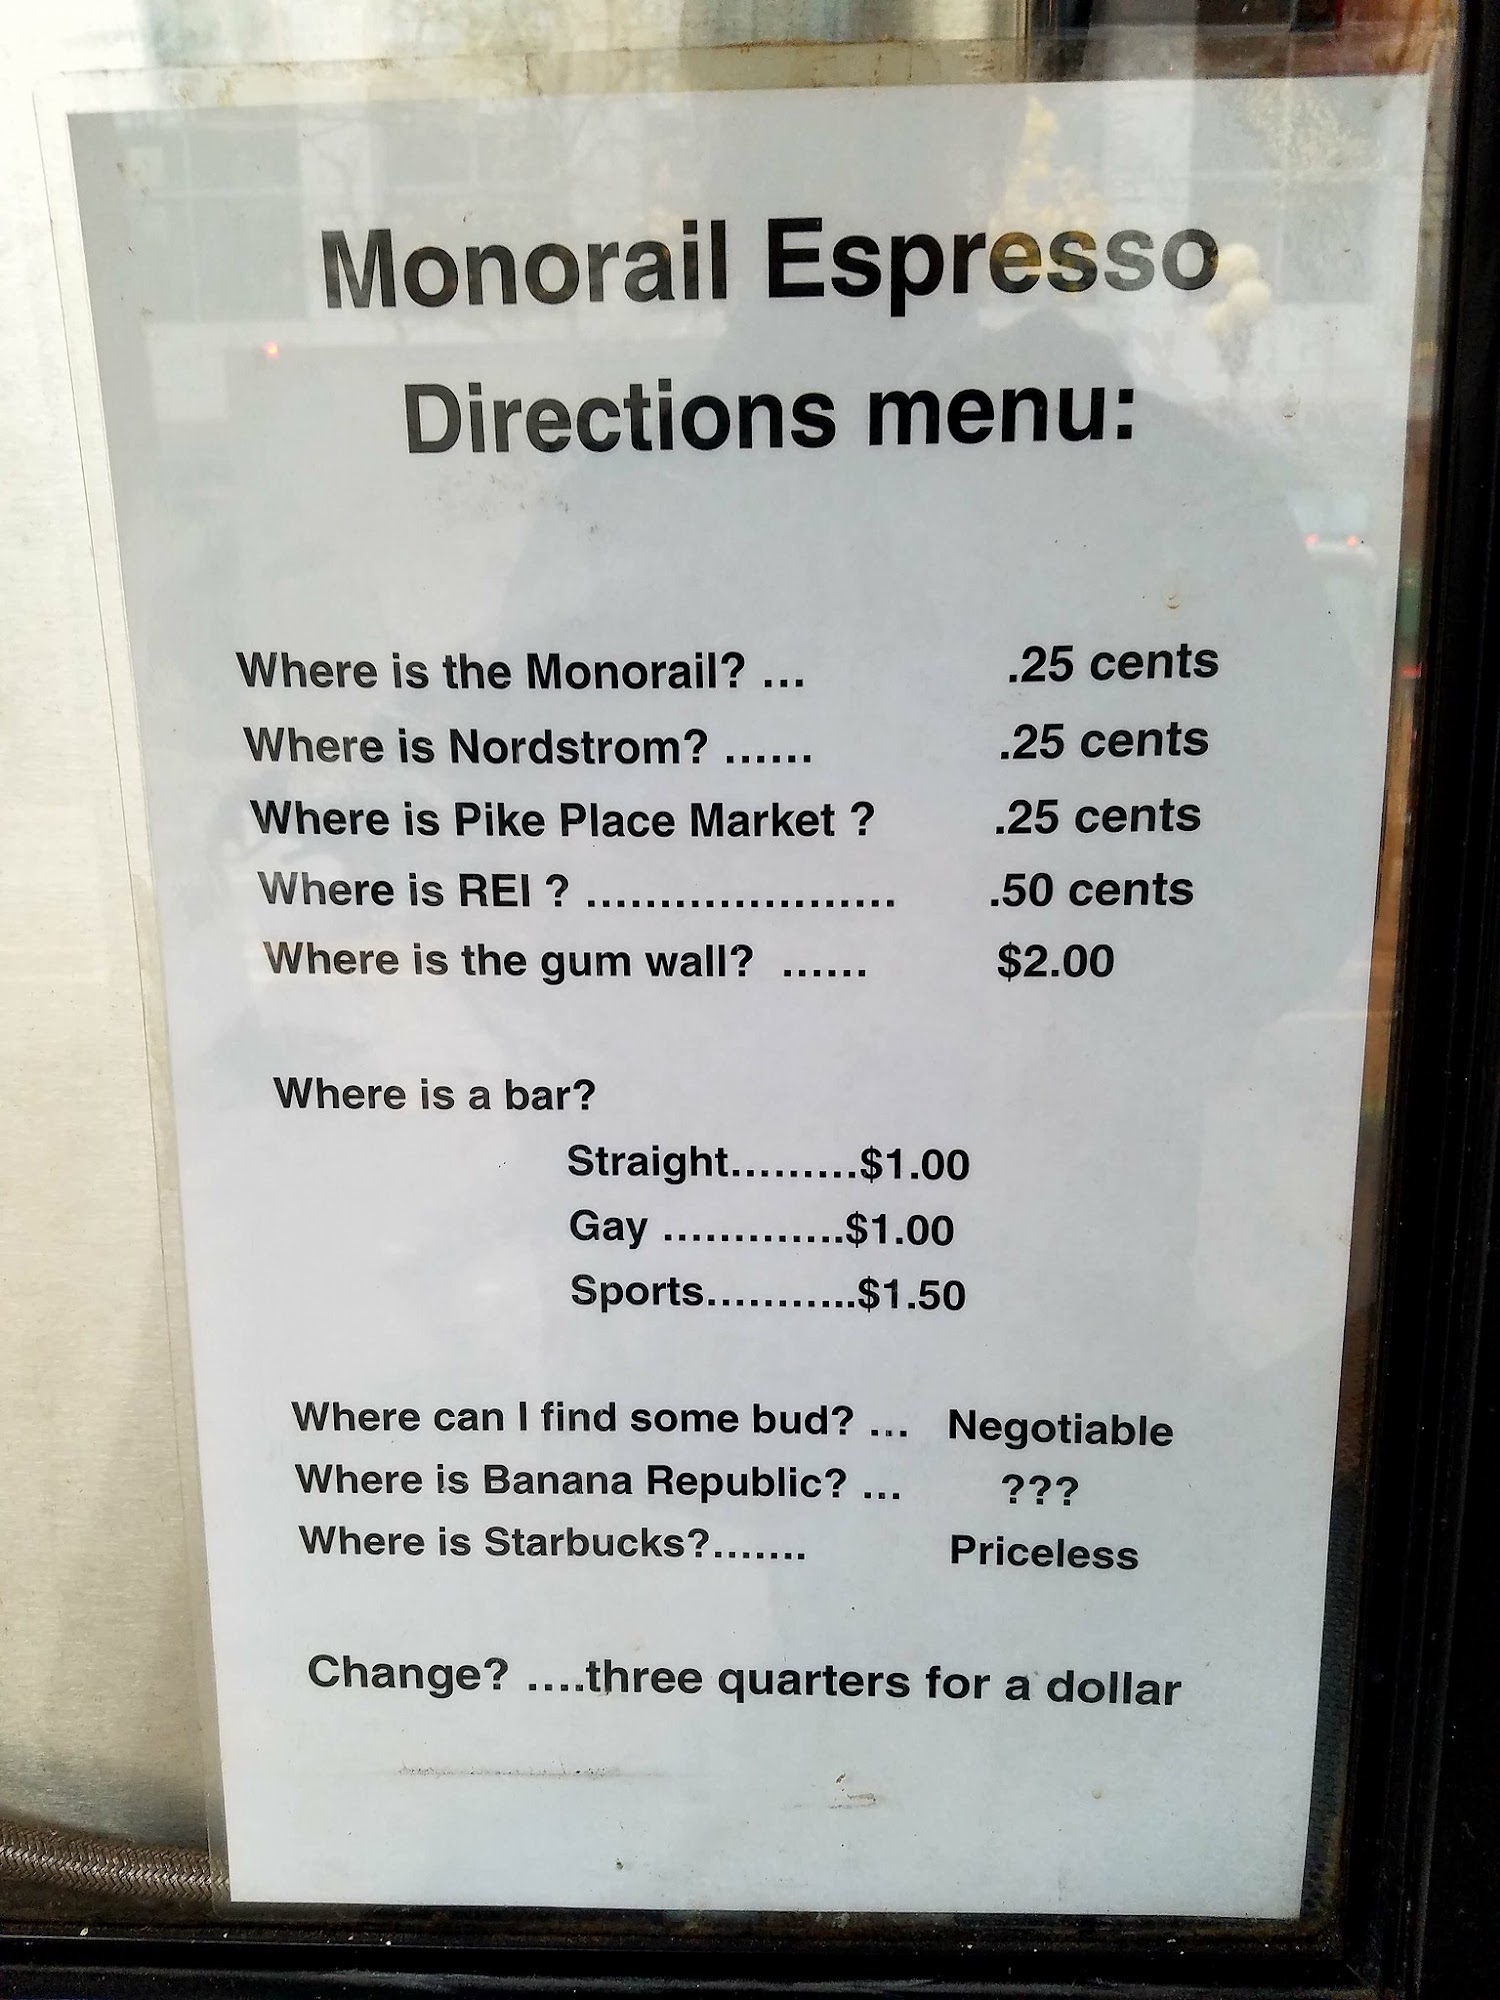 Monorail Espresso
Directions menu:
Where is the Monorail? ... .25 cents
Where is Nordstrom? ...... .25 cents
Where is Pike Place Market ? .25 cents
Where is REI ? ..................... .50 cents
Where is the gum wall? ...... $2.00
Where is a bar?
Straight.........$1.00
Gay .............$1.00
Sports...........$1.50
Where can I find some bud? ... Negotiable
Where is Banana Republic? ... ???
Where is Starbucks?....... Priceless
Change? ....three quarters for a dollar